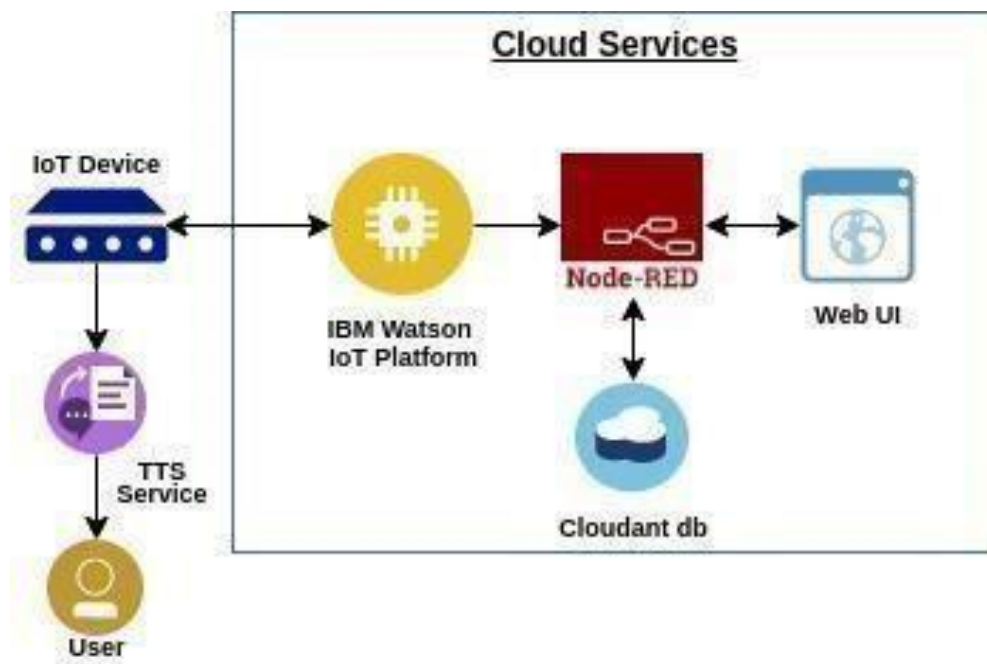 Cloud Services
IoT Device
Node-RED
IBM Watson
IoT Platform
Web UI
TTS
Service
Cloudant db
User